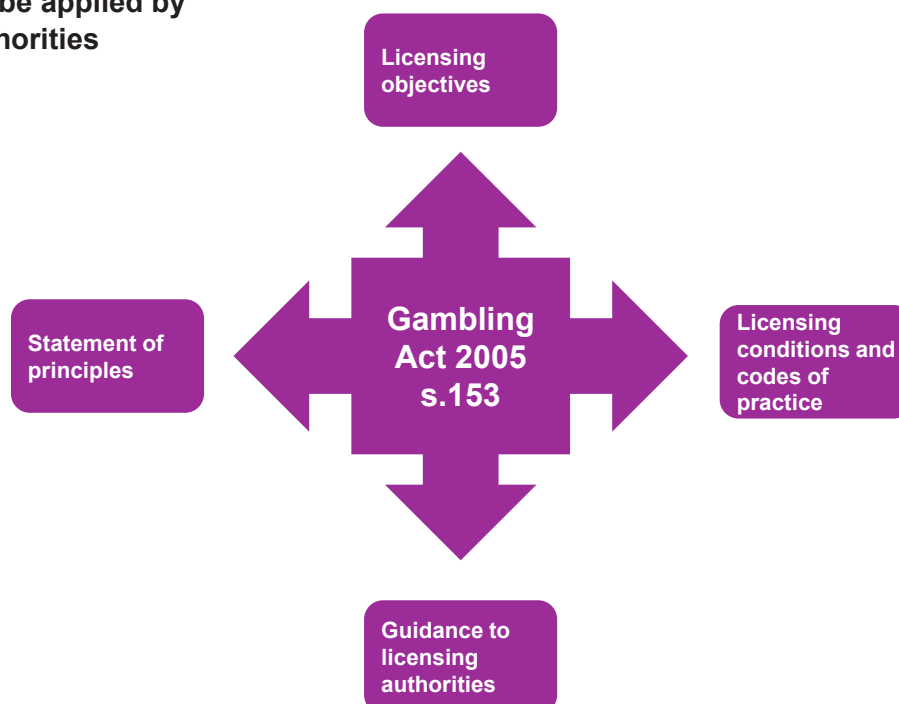 be applied by
Licensing
objectives
Gambling
Act 2005
s.153
Statement of
principles
Licensing
conditions and
codes of
practice
Guidance to
licensing
authorities